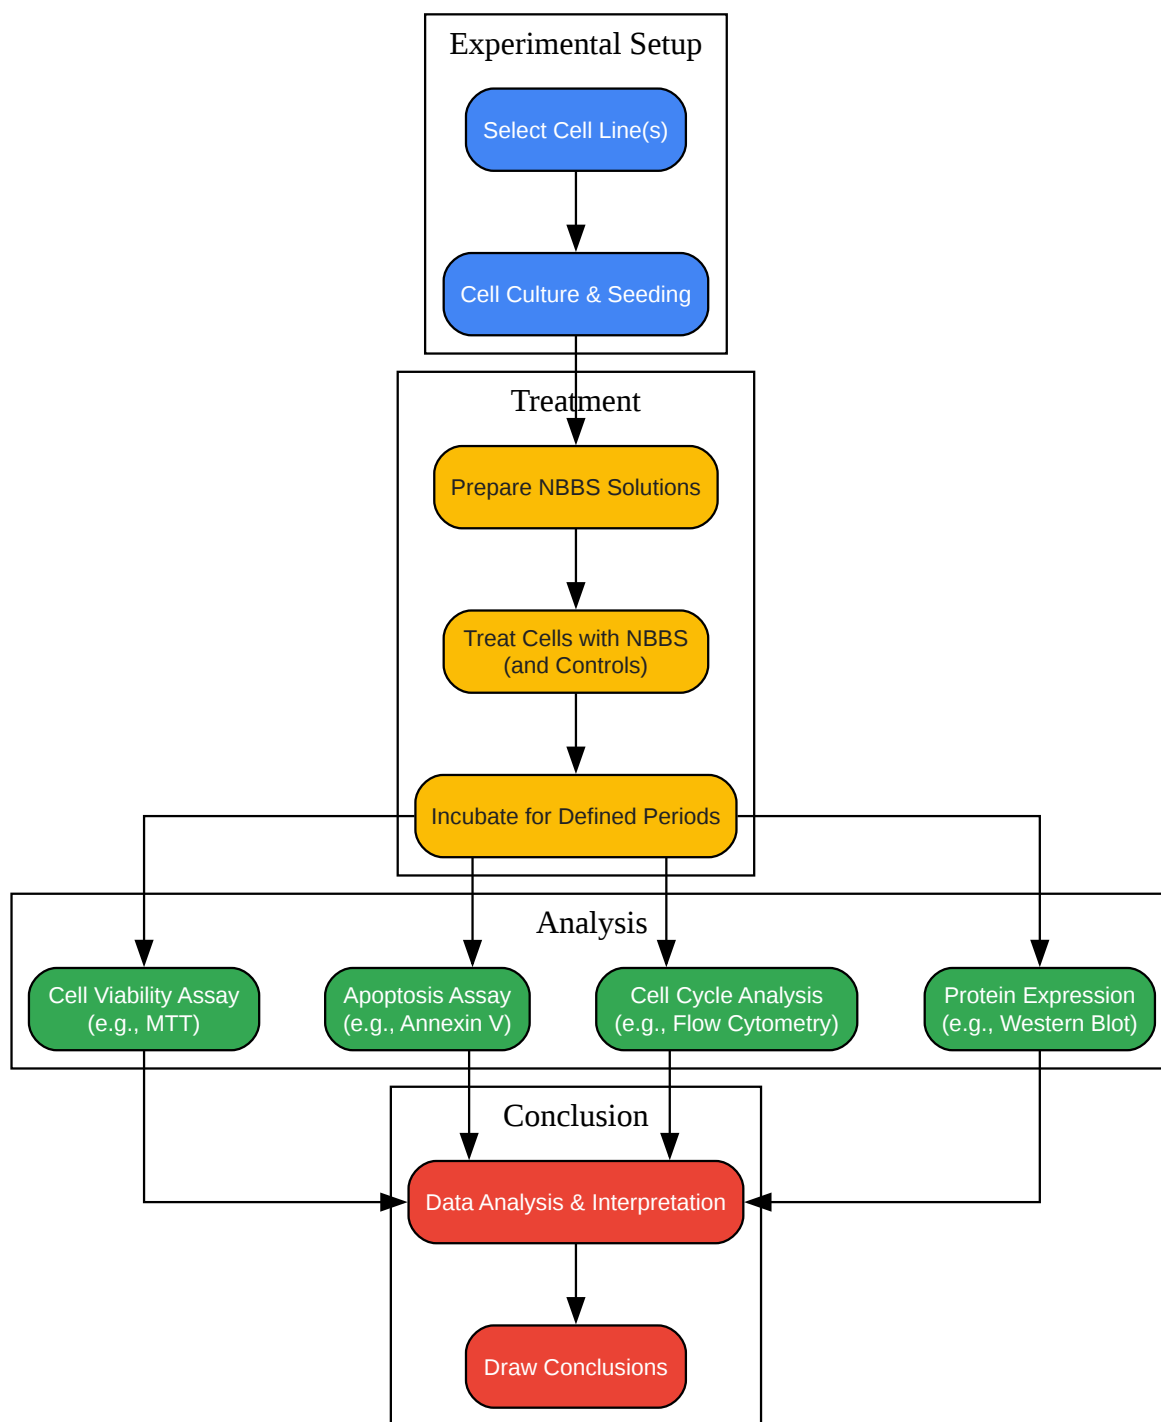 Experimental Setup
Select Cell Line(s)
Cell Culture & Seeding
Treatment
Prepare NBBS Solutions
Treat Cells with NBBS
(and Controls)
Incubate for Defined Periods
Analysis
Cell Viability Assay
(e.g., MTT)
Apoptosis Assay
(e.g., Annexin V)
Cell Cycle Analysis
(e.g., Flow Cytometry)
Protein Expression
(e.g., Western Blot)
Conclusion
Data Analysis & Interpretation
Draw Conclusions